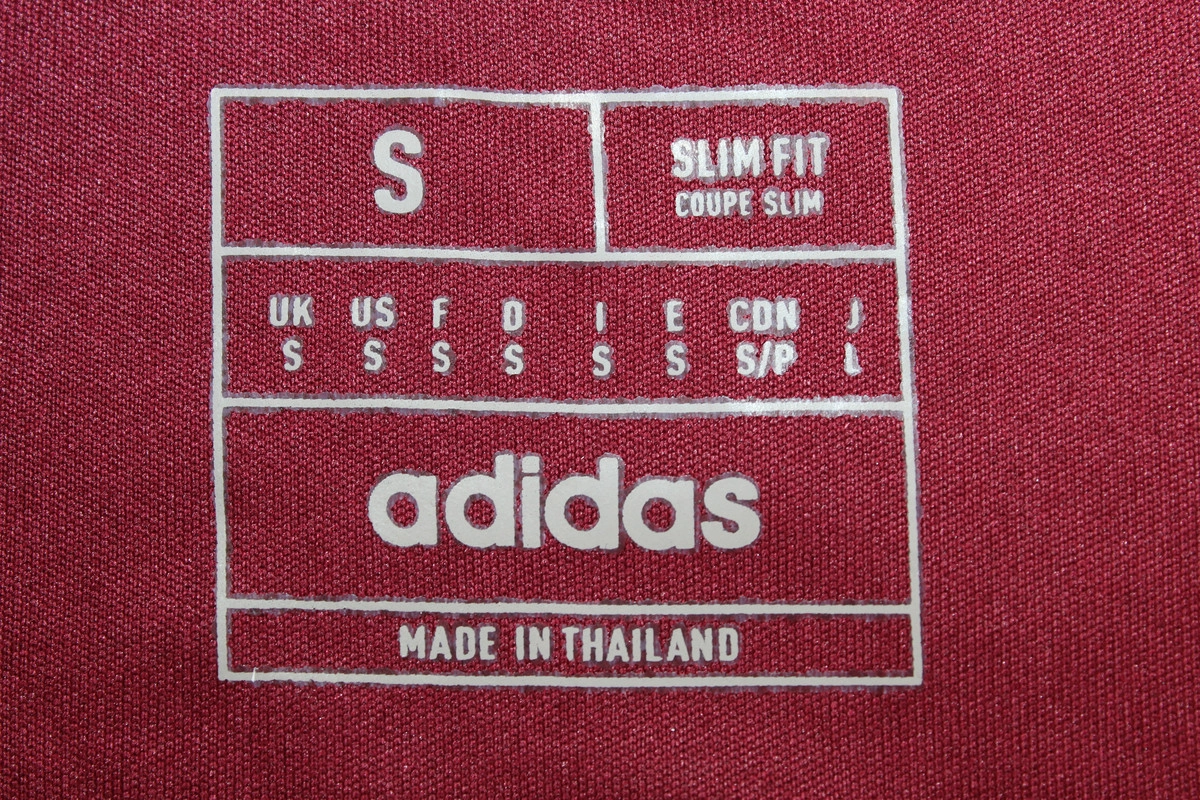 S
SLIM FIT
COUPE SLIM
UK US F D I E CDN J
S S S S S S S/P L
adidas
MADE IN THAILAND